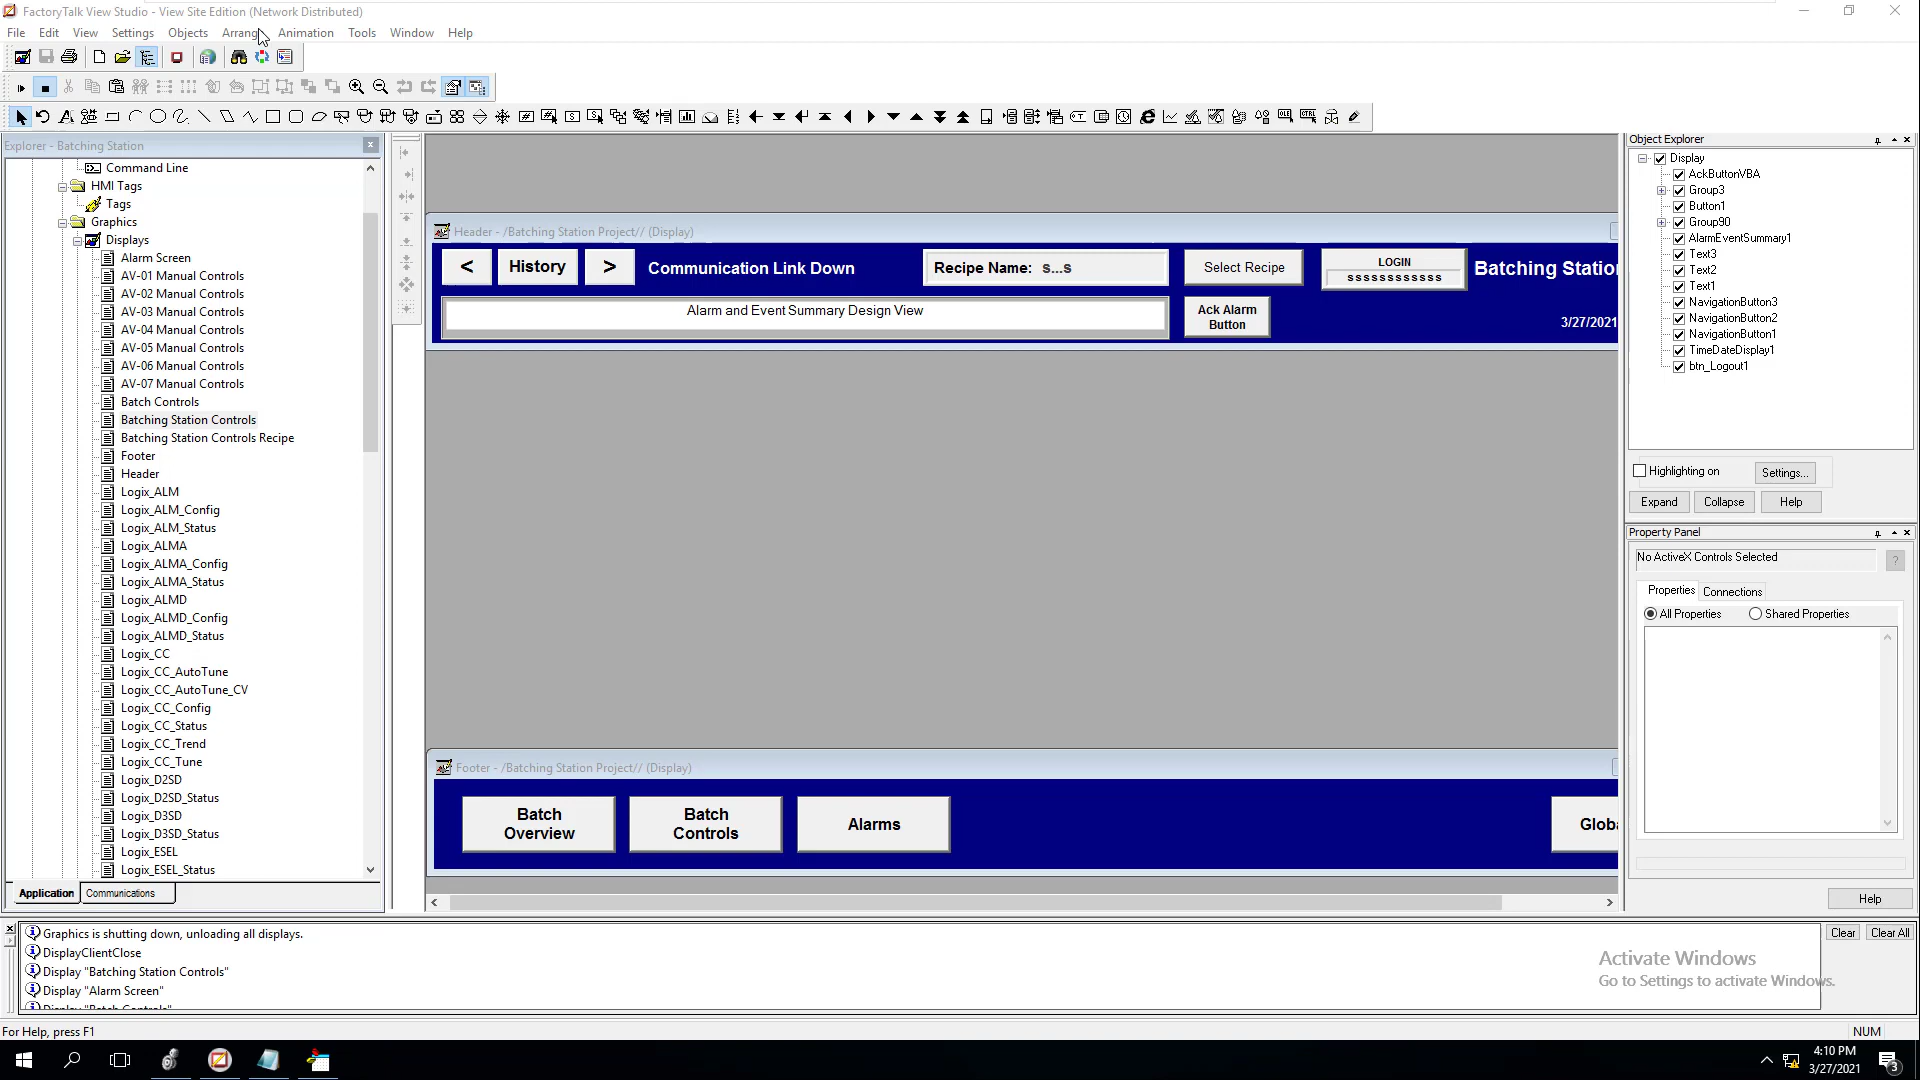 FactoryTalk View Studio - View Site Edition (Network Distributed)
File Edit View Settings Objects Arrang Animation Tools Window Help
Explorer - Batching Station
Command Line
HMI Tags
Tags
Graphics
Displays
Alarm Screen
AV-01 Manual Controls
AV-02 Manual Controls
AV-03 Manual Controls
AV-04 Manual Controls
AV-05 Manual Controls
AV-06 Manual Controls
AV-07 Manual Controls
Batch Controls
Batching Station Controls
Batching Station Controls Recipe
Footer
Header
Logix_ALM
Logix_ALM_Config
Logix_ALM_Status
Logix_ALMA
Logix_ALMA_Config
Logix_ALMA_Status
Logix_ALMD
Logix_ALMD_Config
Logix_ALMD_Status
Logix_CC
Logix_CC_AutoTune
Logix_CC_AutoTune_CV
Logix_CC_Config
Logix_CC_Status
Logix_CC_Trend
Logix_CC_Tune
Logix_D2SD
Logix_D2SD_Status
Logix_D3SD
Logix_D3SD_Status
Logix_ESEL
Logix_ESEL_Status
Application Communications
Header - /Batching Station Project// (Display)
< History > Communication Link Down Recipe Name: s...s Select Recipe LOGIN
ssssssssssss
Batching Station
Alarm and Event Summary Design View
Ack Alarm
Button
3/27/2021
Footer - /Batching Station Project// (Display)
Batch
Overview
Batch
Controls
Alarms
Globa
Object Explorer
Display
AckButtonVBA
Group3
Button1
Group90
AlarmEventSummary1
Text3
Text2
Text1
NavigationButton3
NavigationButton2
NavigationButton1
TimeDateDisplay1
btn_Logout1
Highlighting on Settings...
Expand Collapse Help
Property Panel
No ActiveX Controls Selected ?
Properties Connections
All Properties Shared Properties
Help
Graphics is shutting down, unloading all displays.
DisplayClientClose
Display "Batching Station Controls"
Display "Alarm Screen"
Display "Batch Controls"
Clear Clear All
Activate Windows
Go to Settings to activate Windows.
For Help, press F1
NUM
4:10 PM
3/27/2021
3